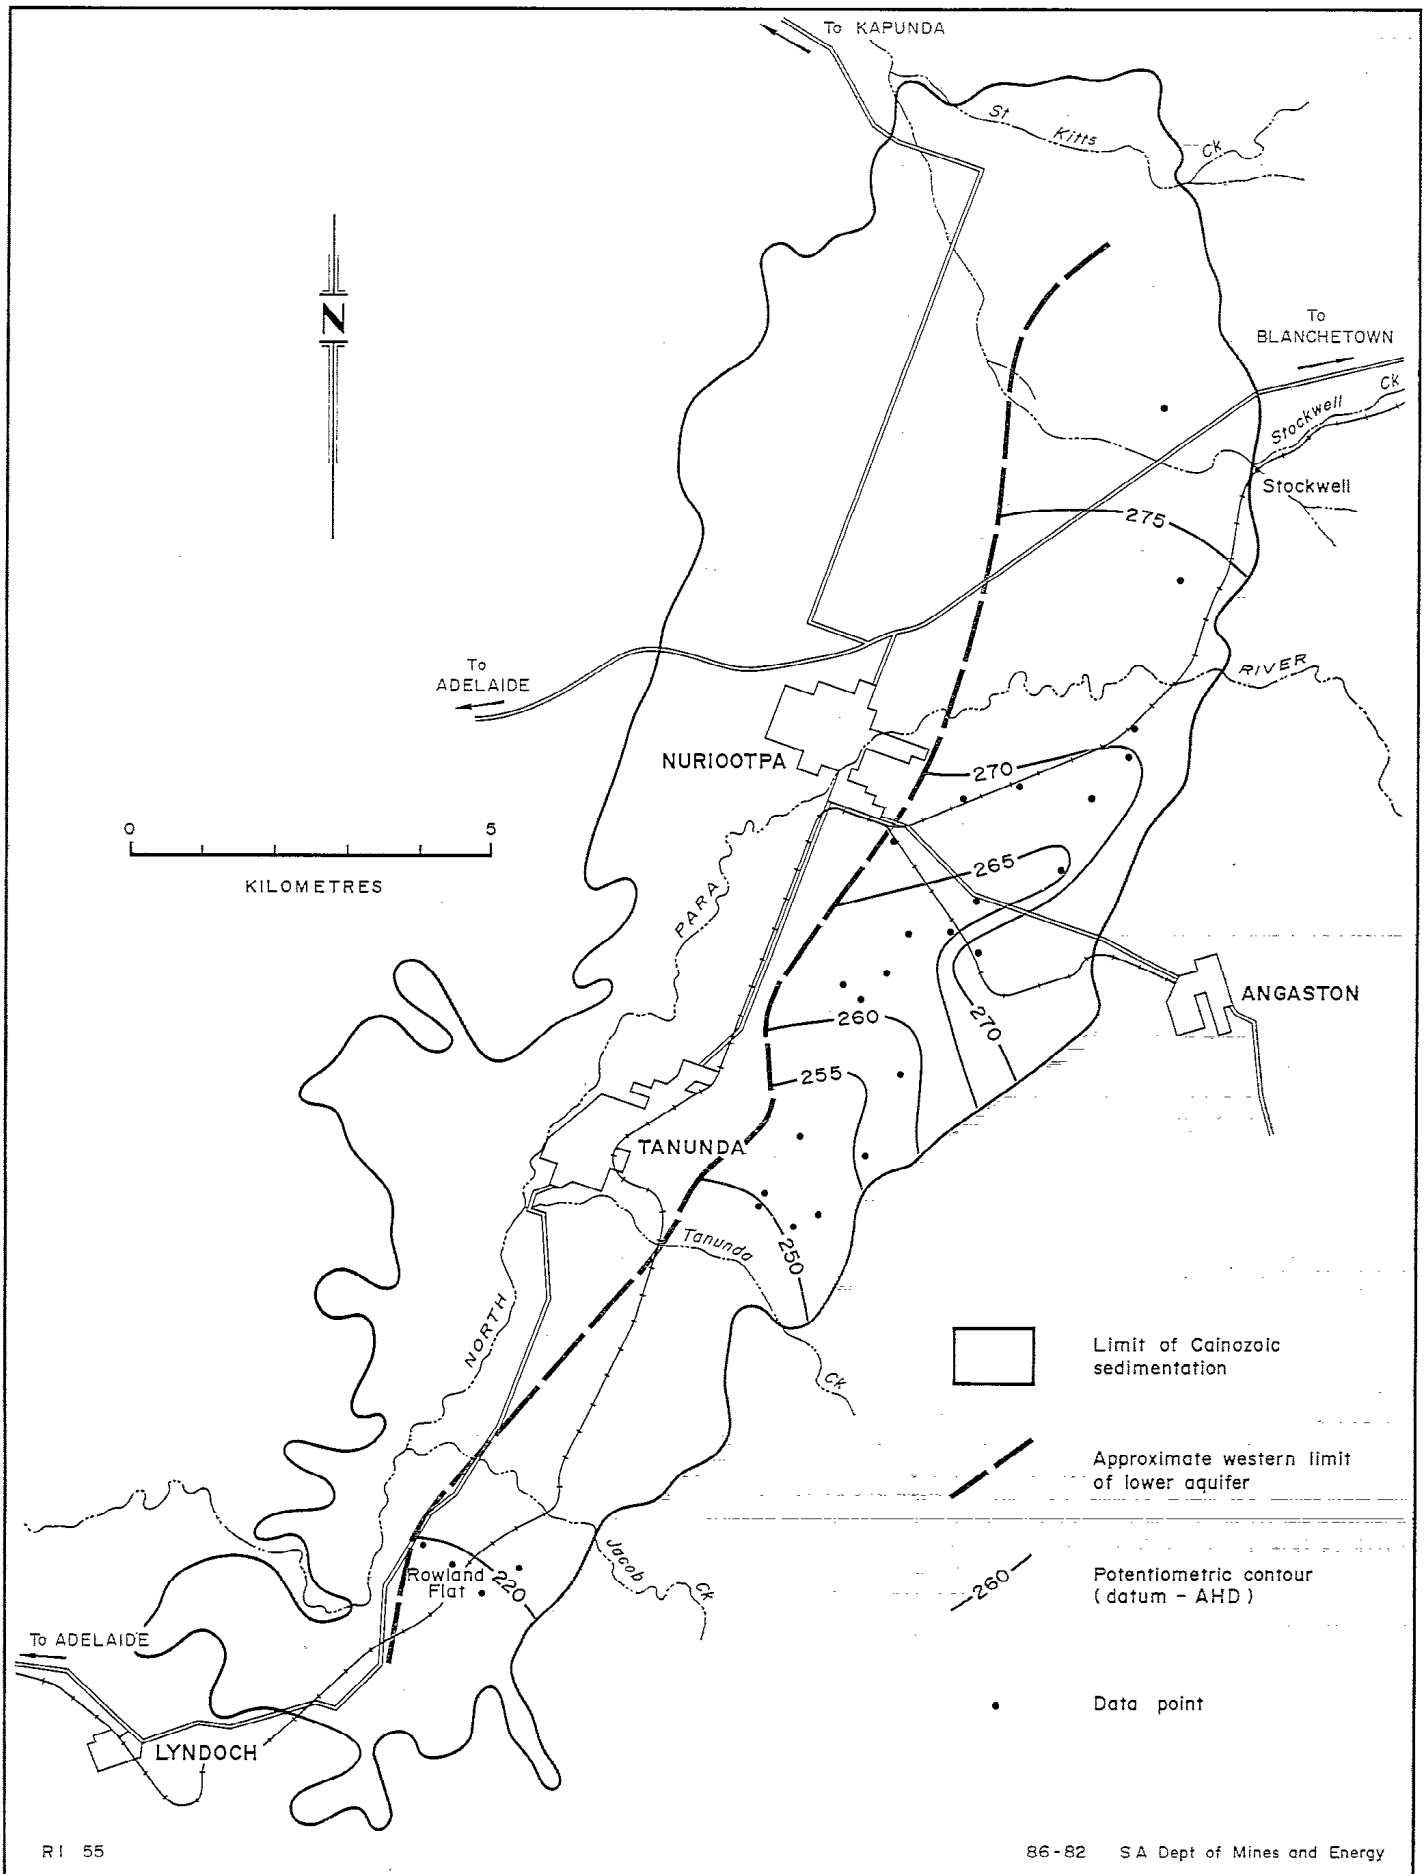 To KAPUNDA
St Kitts Ck
N
To
BLANCHETOWN
Stockwell Ck
Stockwell
275
To
ADELAIDE
RIVER
NURIOOTPA
270
0 5
KILOMETRES
265
PARA
ANGASTON
260
270
255
TANUNDA
Tanunda Ck
250
NORTH
Limit of Cainozoic
sedimentation
Approximate western limit
of lower aquifer
Jacob Ck
Rowland
Flat
220
260
Potentiometric contour
(datum - AHD)
To ADELAIDE
Data point
LYNDOCH
RI 55
86-82 SA Dept of Mines and Energy